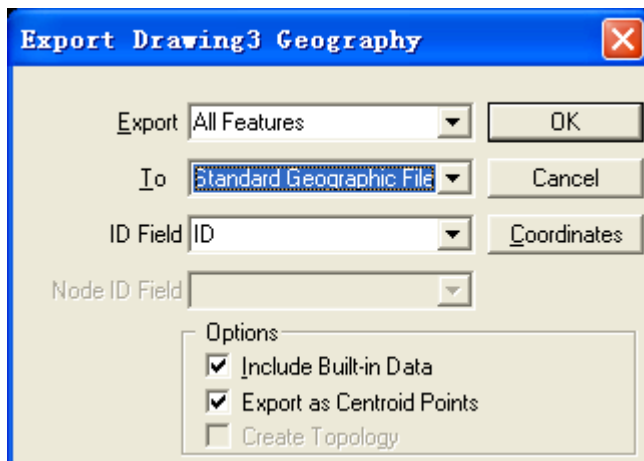 Export Drawing3 Geography
Export All Features OK
To Standard Geographic File Cancel
ID Field ID Coordinates
Node ID Field
Options
Include Built-in Data
Export as Centroid Points
Create Topology